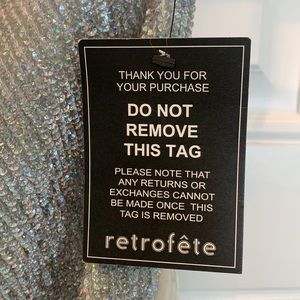 THANK YOU FOR
YOUR PURCHASE
DO NOT
REMOVE
THIS TAG
PLEASE NOTE THAT
ANY RETURNS OR
EXCHANGES CANNOT
BE MADE ONCE THIS
TAG IS REMOVED
retrofête